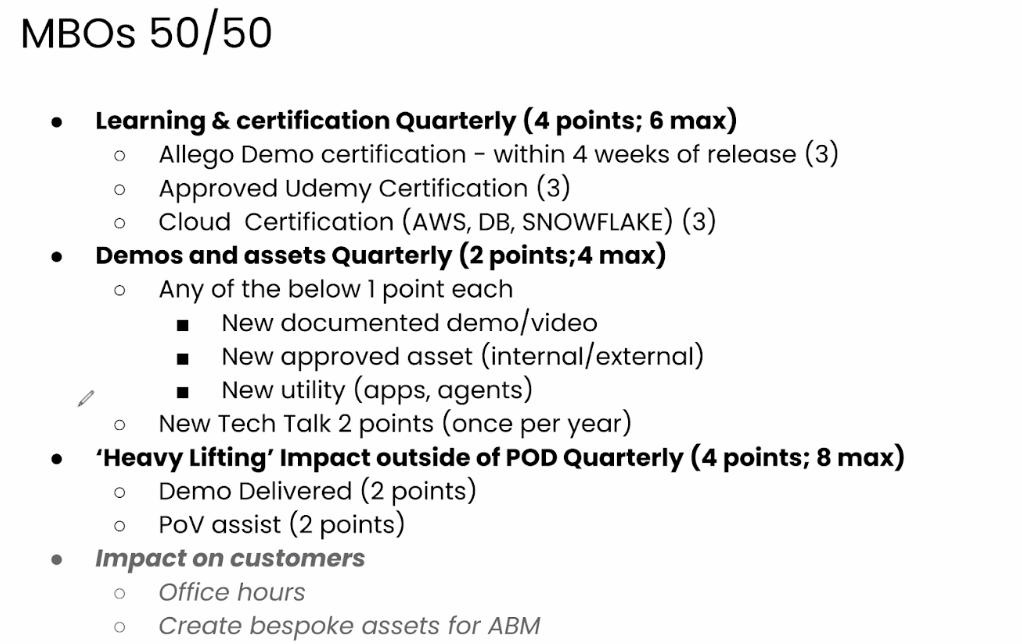 MBOs 50/50
● Learning & certification Quarterly (4 points; 6 max)
○ Allego Demo certification - within 4 weeks of release (3)
○ Approved Udemy Certification (3)
○ Cloud  Certification (AWS, DB, SNOWFLAKE) (3)
● Demos and assets Quarterly (2 points;4 max)
○ Any of the below 1 point each
■ New documented demo/video
■ New approved asset (internal/external)
■ New utility (apps, agents)
○ New Tech Talk 2 points (once per year)
● ‘Heavy Lifting’ Impact outside of POD Quarterly (4 points; 8 max)
○ Demo Delivered (2 points)
○ PoV assist (2 points)
● Impact on customers
○ Office hours
○ Create bespoke assets for ABM